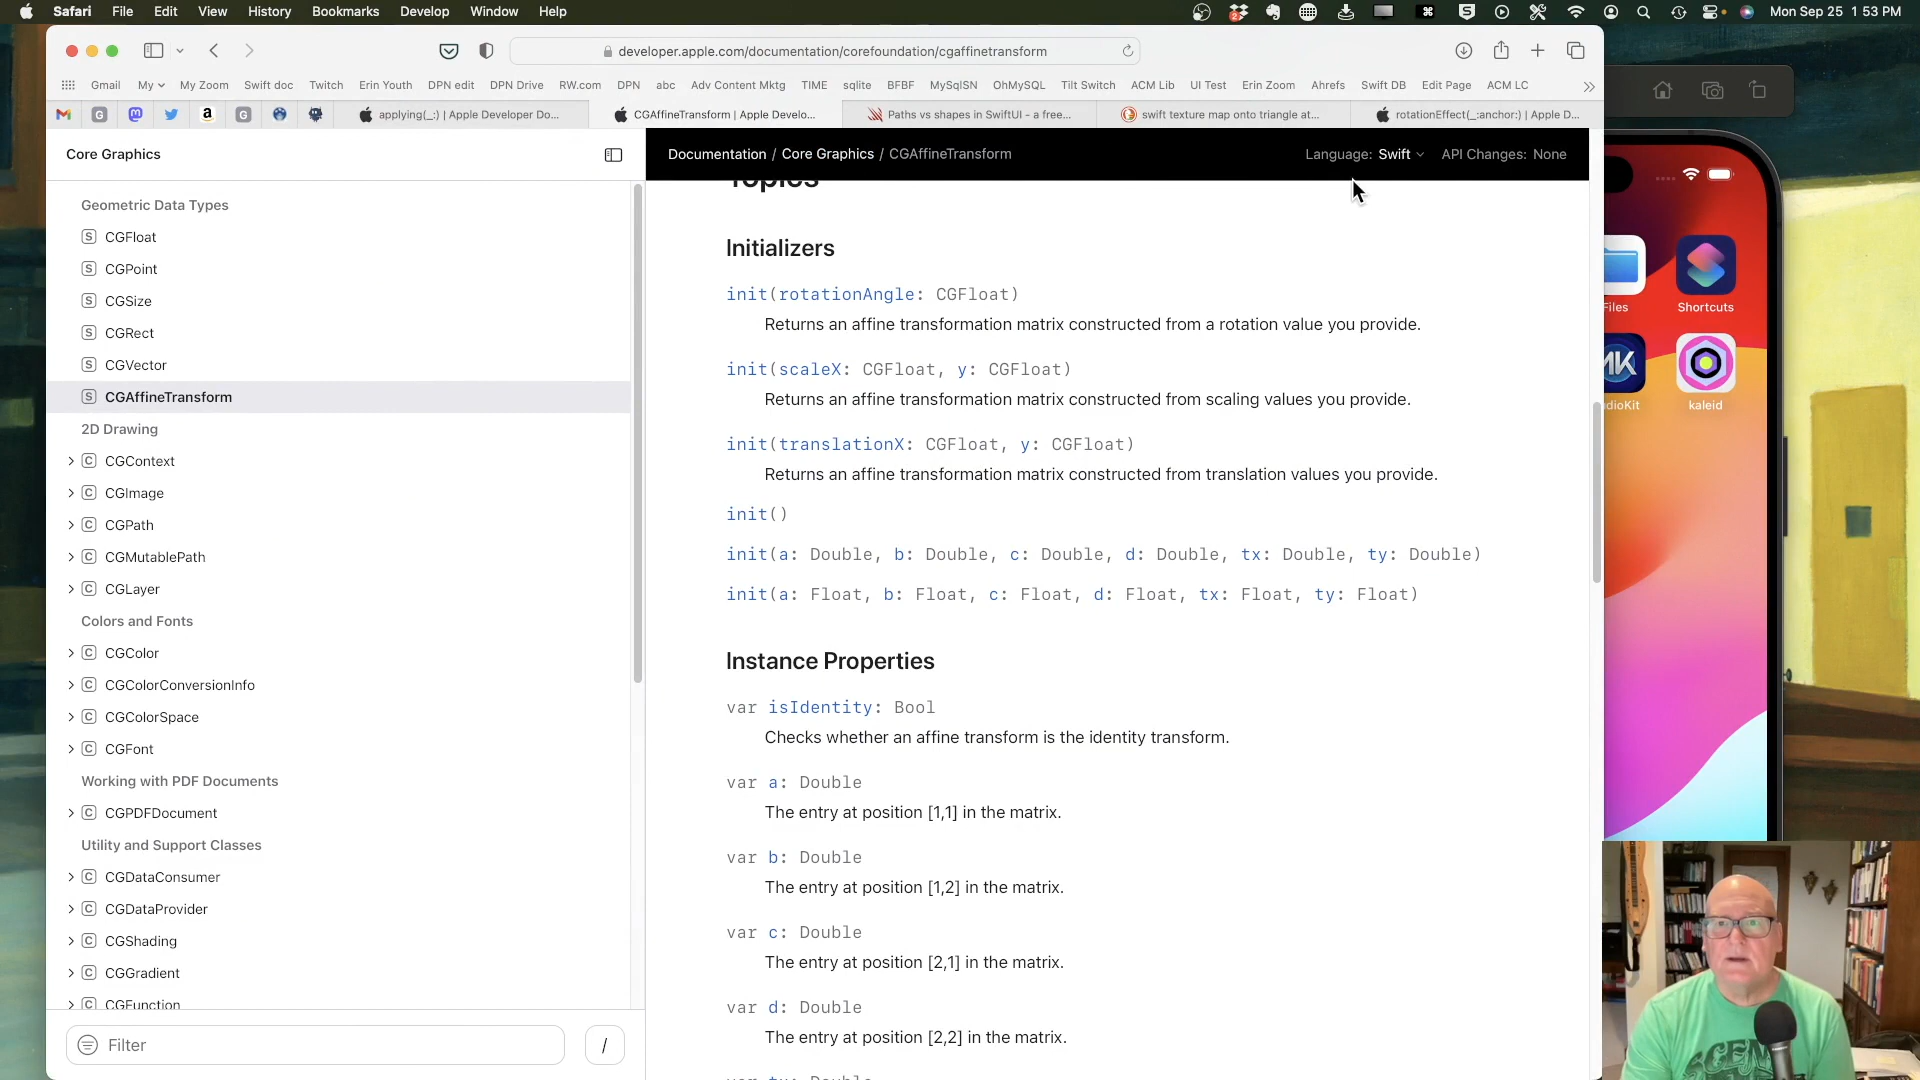 Safari File Edit View History Bookmarks Develop Window Help
Mon Sep 25 1 53 PM
developer.apple.com/documentation/corefoundation/cgaffinetransform
Gmail My My Zoom Swift doc Twitch Erin Youth DPN edit DPN Drive RW.com DPN abc Adv Content Mktg TIME sqlite BFBF MySqlSN OhMySQL Tilt Switch ACM Lib UI Test Erin Zoom Ahrefs Swift DB Edit Page ACM LC
applying(_:) | Apple Developer Do...
CGAffineTransform | Apple Develo...
Paths vs shapes in SwiftUI - a free...
swift texture map onto triangle at...
rotationEffect(_:anchor:) | Apple D...
Core Graphics
Documentation / Core Graphics / CGAffineTransform
Language: Swift API Changes: None
Geometric Data Types
CGFloat
CGPoint
CGSize
CGRect
CGVector
CGAffineTransform
2D Drawing
CGContext
CGImage
CGPath
CGMutablePath
CGLayer
Colors and Fonts
CGColor
CGColorConversionInfo
CGColorSpace
CGFont
Working with PDF Documents
CGPDFDocument
Utility and Support Classes
CGDataConsumer
CGDataProvider
CGShading
CGGradient
CGFunction
Filter
/
Topics
Initializers
init(rotationAngle: CGFloat)
Returns an affine transformation matrix constructed from a rotation value you provide.
init(scaleX: CGFloat, y: CGFloat)
Returns an affine transformation matrix constructed from scaling values you provide.
init(translationX: CGFloat, y: CGFloat)
Returns an affine transformation matrix constructed from translation values you provide.
init()
init(a: Double, b: Double, c: Double, d: Double, tx: Double, ty: Double)
init(a: Float, b: Float, c: Float, d: Float, tx: Float, ty: Float)
Instance Properties
var isIdentity: Bool
Checks whether an affine transform is the identity transform.
var a: Double
The entry at position [1,1] in the matrix.
var b: Double
The entry at position [1,2] in the matrix.
var c: Double
The entry at position [2,1] in the matrix.
var d: Double
The entry at position [2,2] in the matrix.
var tx: Double
Files
Shortcuts
dioKit
kaleid